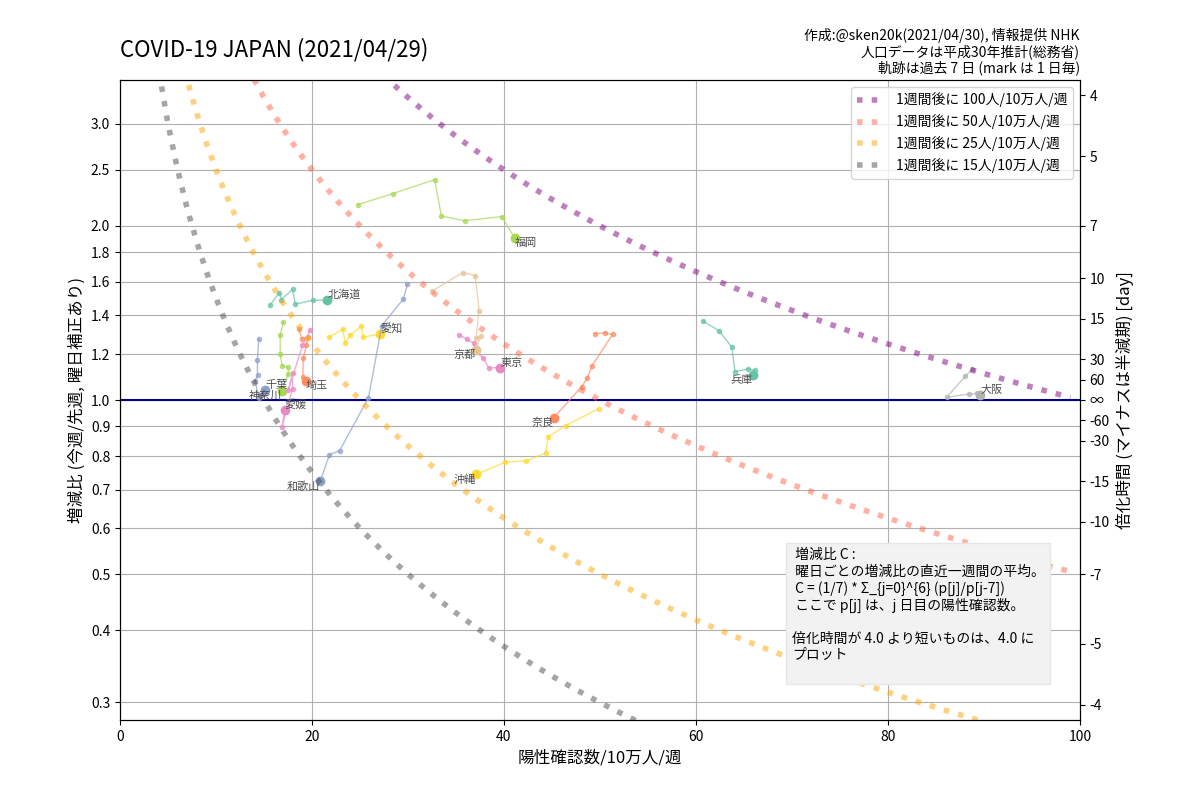 COVID-19 JAPAN (2021/04/29)
作成:@sken20k(2021/04/30), 情報提供 NHK
人口データは平成30年推計(総務省)
軌跡は過去 7 日 (mark は 1 日毎)
1週間後に 100人/10万人/週
1週間後に 50人/10万人/週
1週間後に 25人/10万人/週
1週間後に 15人/10万人/週
増減比 (今週/先週, 曜日補正あり)
3.0
2.5
2.0
1.8
1.6
1.4
1.2
1.0
0.9
0.8
0.7
0.6
0.5
0.4
0.3
福岡
北海道
愛知
京都
東京
兵庫
大阪
千葉
埼玉
神奈川
愛媛
奈良
沖縄
和歌山
4
5
7
10
15
30
60
∞
-60
-30
-15
-10
-7
-5
-4
倍化時間 (マイナスは半減期) [day]
増減比 C :
曜日ごとの増減比の直近一週間の平均。
C = (1/7) * Σ_{j=0}^{6} (p[j]/p[j-7])
ここで p[j] は、j 日目の陽性確認数。
倍化時間が 4.0 より短いものは、4.0 に
プロット
0 20 40 60 80 100
陽性確認数/10万人/週